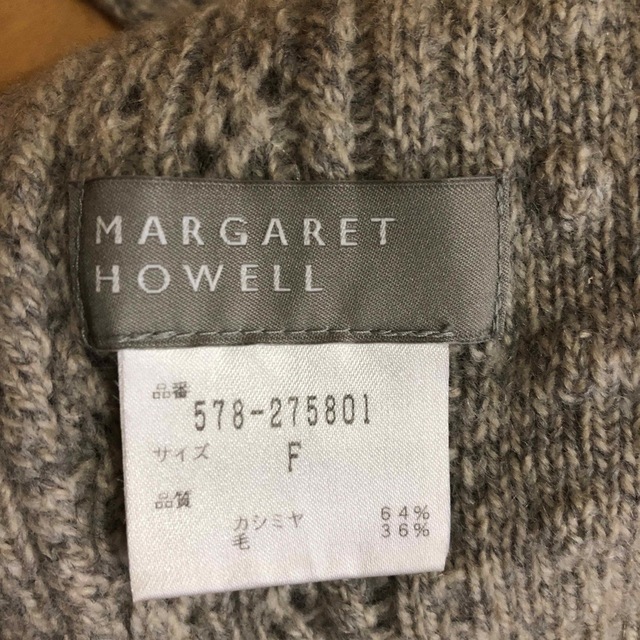 MARGARET
HOWELL
品番
578-275801
サイズ F
品質
カシミヤ 64%
毛 36%